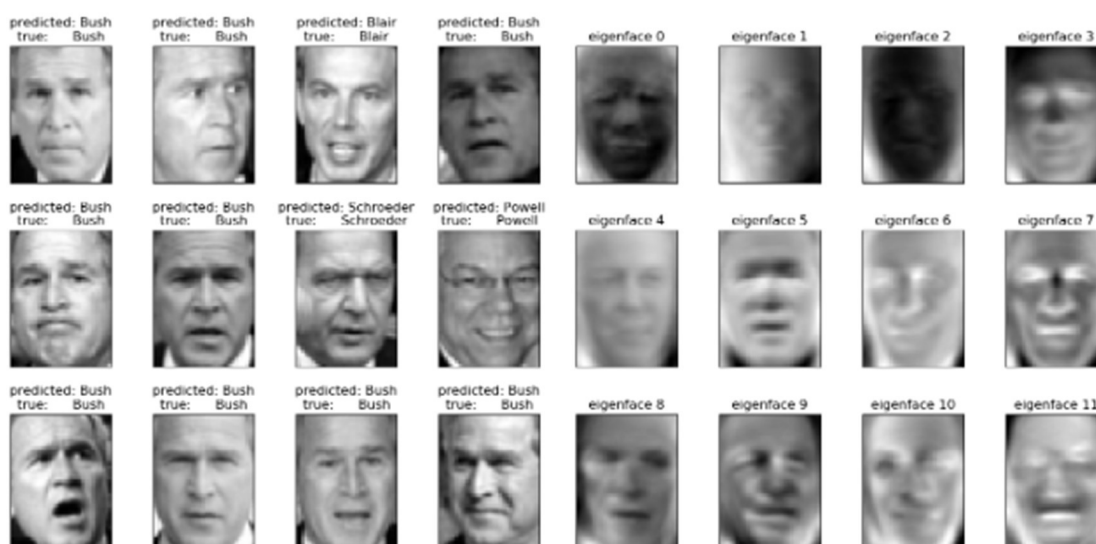 predicted: Bush
true: Bush
predicted: Bush
true: Bush
predicted: Blair
true: Blair
predicted: Bush
true: Bush
eigenface 0
eigenface 1
eigenface 2
eigenface 3
predicted: Bush
true: Bush
predicted: Bush
true: Bush
predicted: Schroeder
true: Schroeder
predicted: Powell
true: Powell
eigenface 4
eigenface 5
eigenface 6
eigenface 7
predicted: Bush
true: Bush
predicted: Bush
true: Bush
predicted: Bush
true: Bush
predicted: Bush
true: Bush
eigenface 8
eigenface 9
eigenface 10
eigenface 11